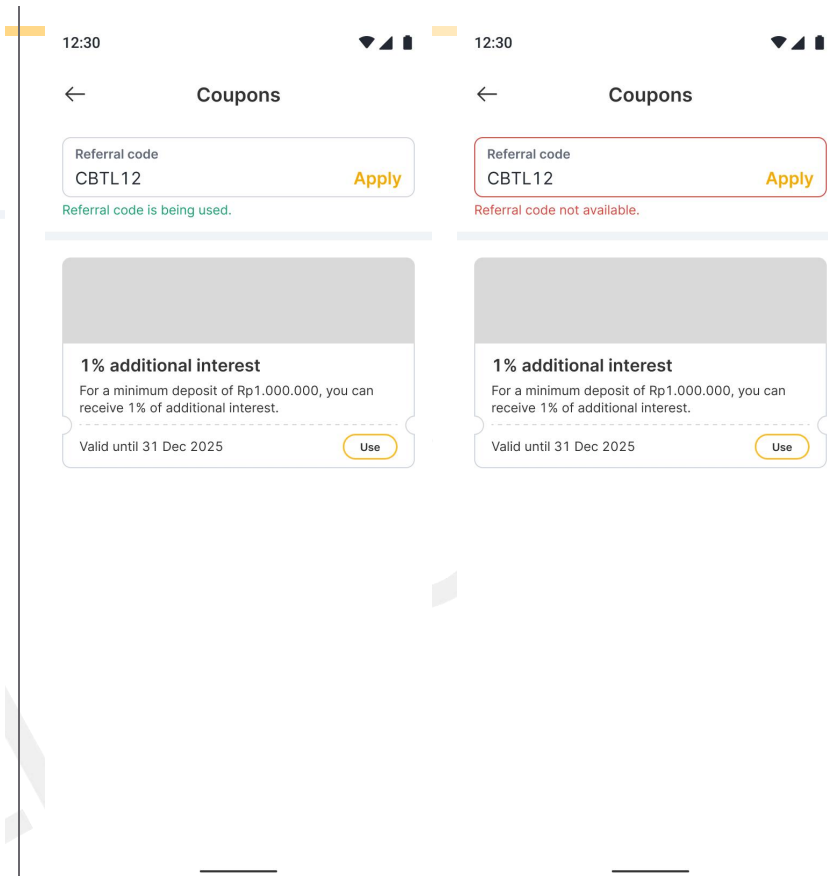 12:30
Coupons
Referral code
CBTL12
Apply
Referral code is being used.
1% additional interest
For a minimum deposit of Rp1.000.000, you can
receive 1% of additional interest.
Valid until 31 Dec 2025
Use
12:30
Coupons
Referral code
CBTL12
Apply
Referral code not available.
1% additional interest
For a minimum deposit of Rp1.000.000, you can
receive 1% of additional interest.
Valid until 31 Dec 2025
Use